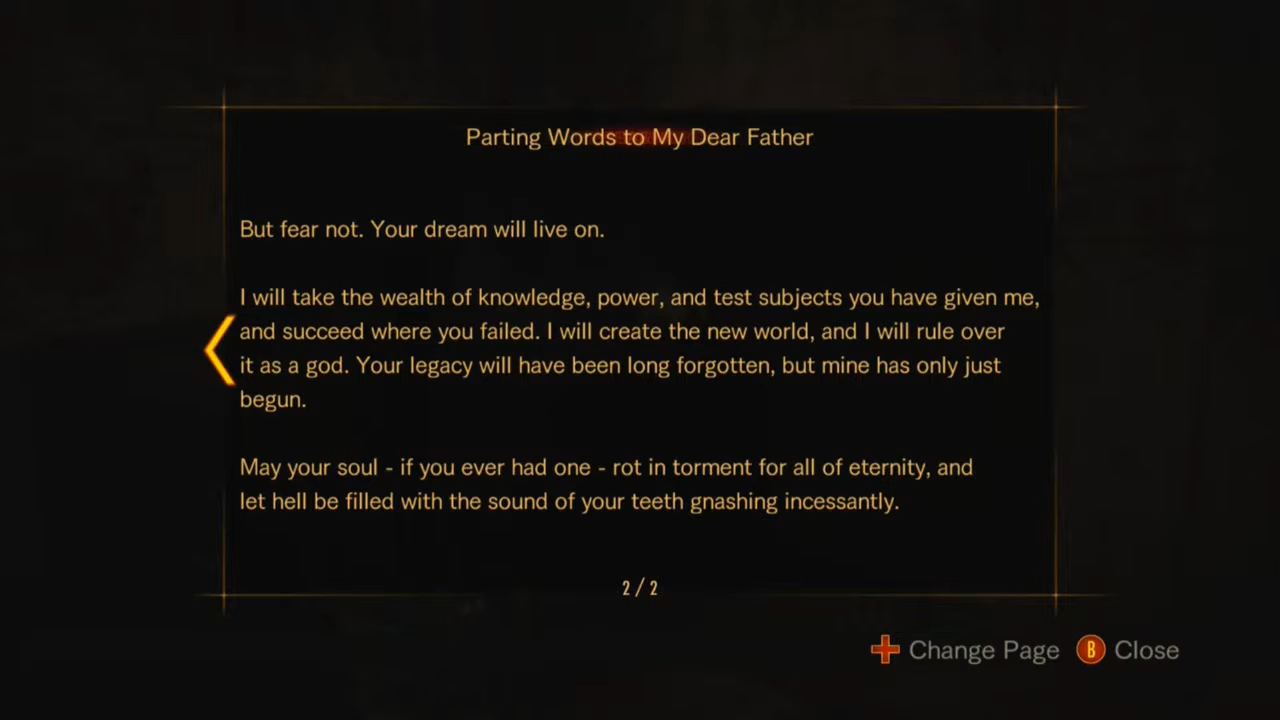 Parting Words to My Dear Father
But fear not. Your dream will live on.
I will take the wealth of knowledge, power, and test subjects you have given me,
and succeed where you failed. I will create the new world, and I will rule over
it as a god. Your legacy will have been long forgotten, but mine has only just
begun.
May your soul - if you ever had one - rot in torment for all of eternity, and
let hell be filled with the sound of your teeth gnashing incessantly.
2 / 2
Change Page B Close